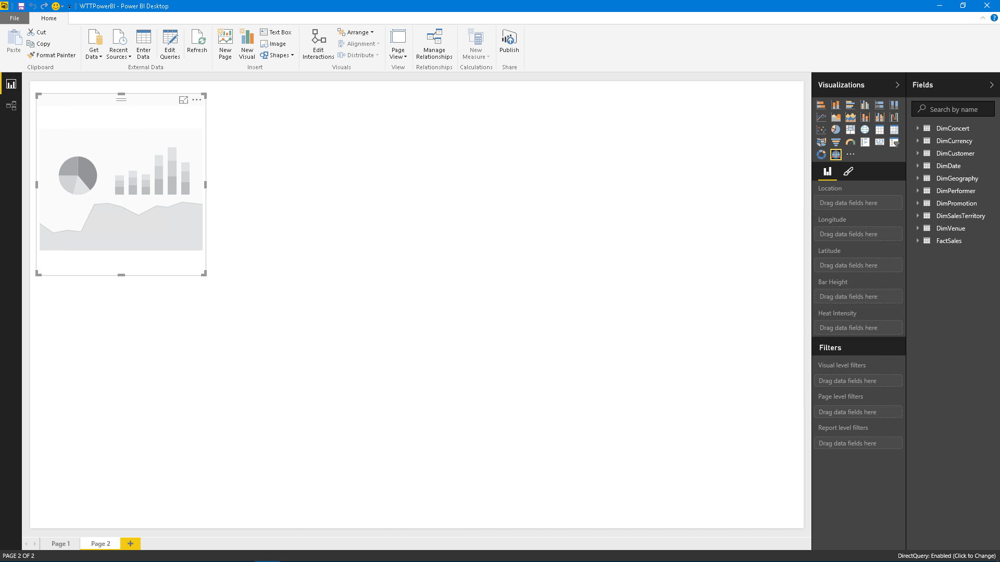 WTTPowerBI - Power BI Desktop
File
Home
?
Paste
Cut
Copy
Format Painter
Clipboard
Get Data
Recent Sources
Enter Data
Edit Queries
Refresh
External Data
New Page
New Visual
Text Box
Image
Shapes
Insert
Edit Interactions
Arrange
Alignment
Distribute
Visuals
Page View
View
Manage Relationships
Relationships
New Measure
Calculations
Publish
Share
Visualizations
123
Location
Drag data fields here
Longitude
Drag data fields here
Latitude
Drag data fields here
Bar Height
Drag data fields here
Heat Intensity
Drag data fields here
Filters
Visual level filters
Drag data fields here
Page level filters
Drag data fields here
Report level filters
Drag data fields here
Fields
Search by name
DimConcert
DimCurrency
DimCustomer
DimDate
DimGeography
DimPerformer
DimPromotion
DimSalesTerritory
DimVenue
FactSales
Page 1
Page 2
PAGE 2 OF 2
DirectQuery: Enabled (Click to Change)